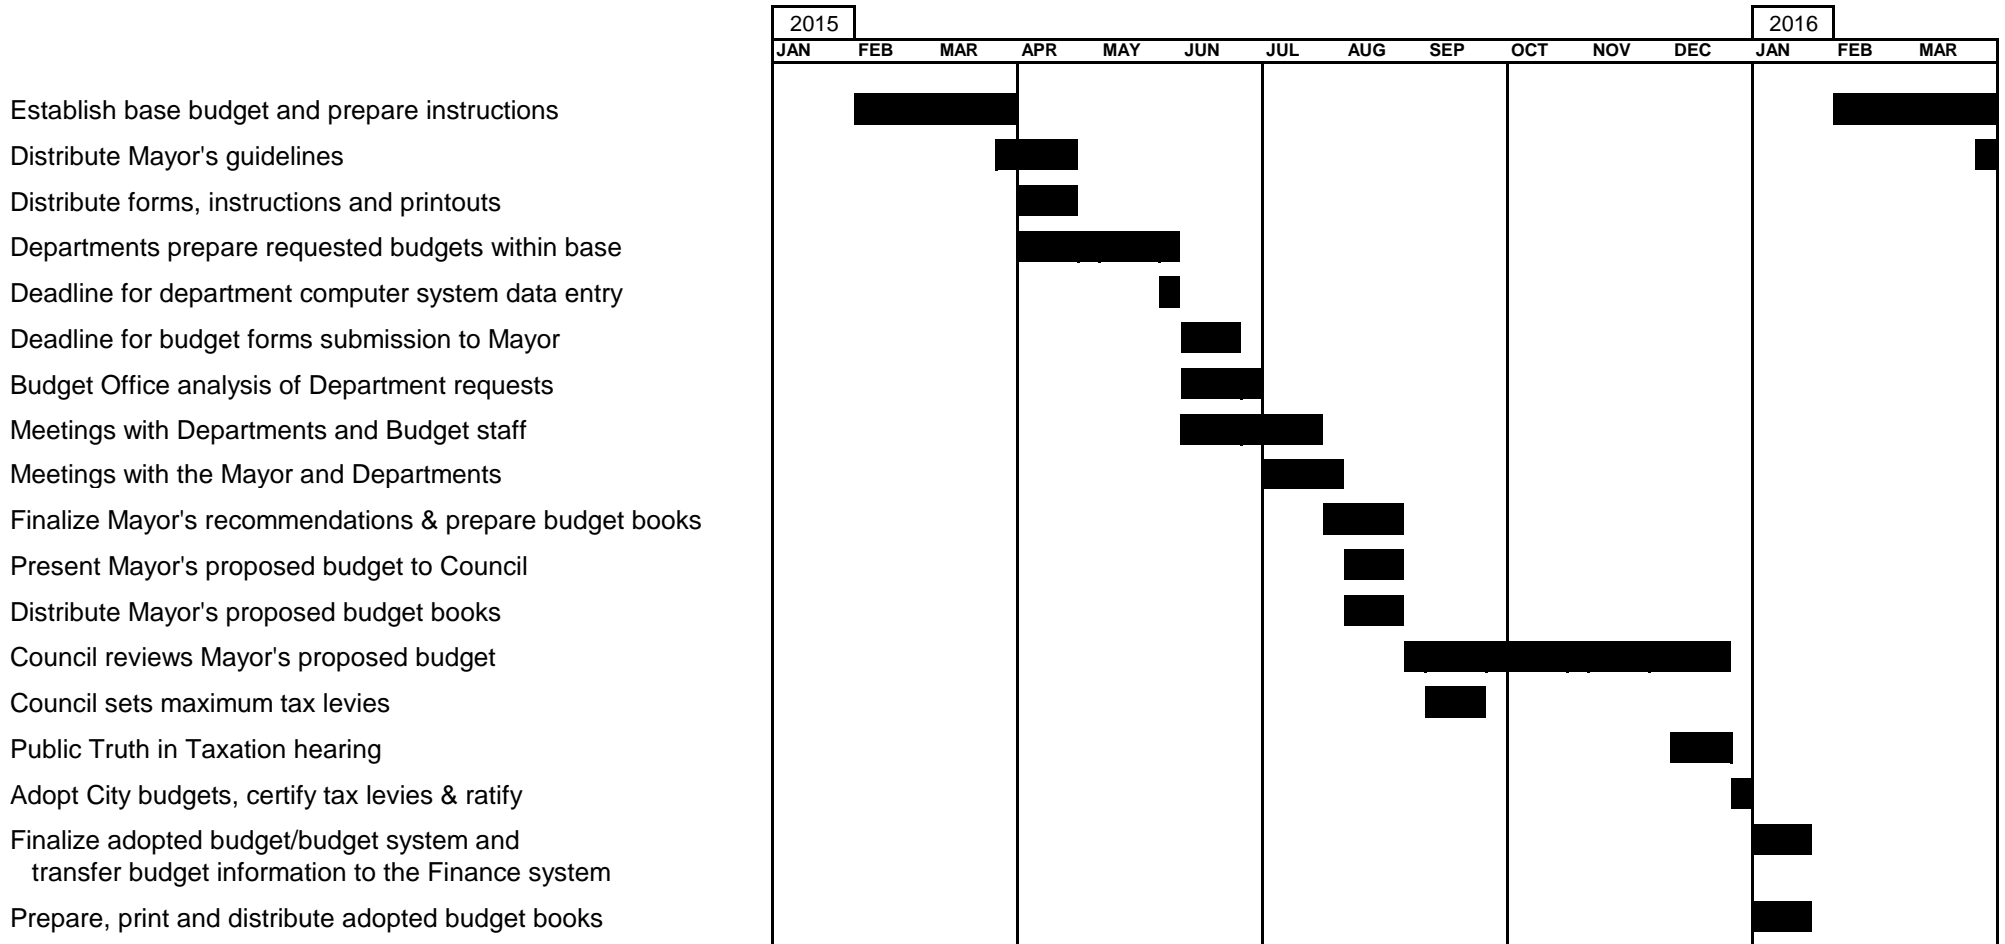 2015 2016
JAN FEB MAR APR MAY JUN JUL AUG SEP OCT NOV DEC JAN FEB MAR
Establish base budget and prepare instructions
Distribute Mayor's guidelines
Distribute forms, instructions and printouts
Departments prepare requested budgets within base
Deadline for department computer system data entry
Deadline for budget forms submission to Mayor
Budget Office analysis of Department requests
Meetings with Departments and Budget staff
Meetings with the Mayor and Departments
Finalize Mayor's recommendations & prepare budget books
Present Mayor's proposed budget to Council
Distribute Mayor's proposed budget books
Council reviews Mayor's proposed budget
Council sets maximum tax levies
Public Truth in Taxation hearing
Adopt City budgets, certify tax levies & ratify
Finalize adopted budget/budget system and
transfer budget information to the Finance system
Prepare, print and distribute adopted budget books